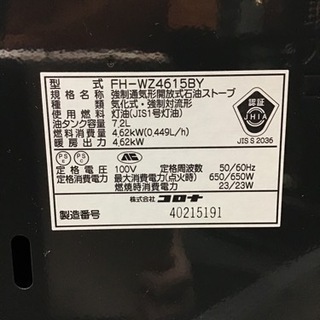 型 式 FH-WZ4615BY
名 称 強制通気形開放式石油ストーブ
種 類 気化式・強制対流形
使用燃料 灯油(JIS1号灯油)
油タンク容量 7.2L
燃料消費量 4.62kW(0.449L/h)
暖房出力 4.62kW
認証
JHIA
JIS S 2036
PS C
PS E
定格電圧 100V 定格周波数 50/60Hz
定格消費電力 最大消費電力(点火時) 650/650W
燃焼時消費電力 23/23W
株式会社 コロナ
製造番号 40215191